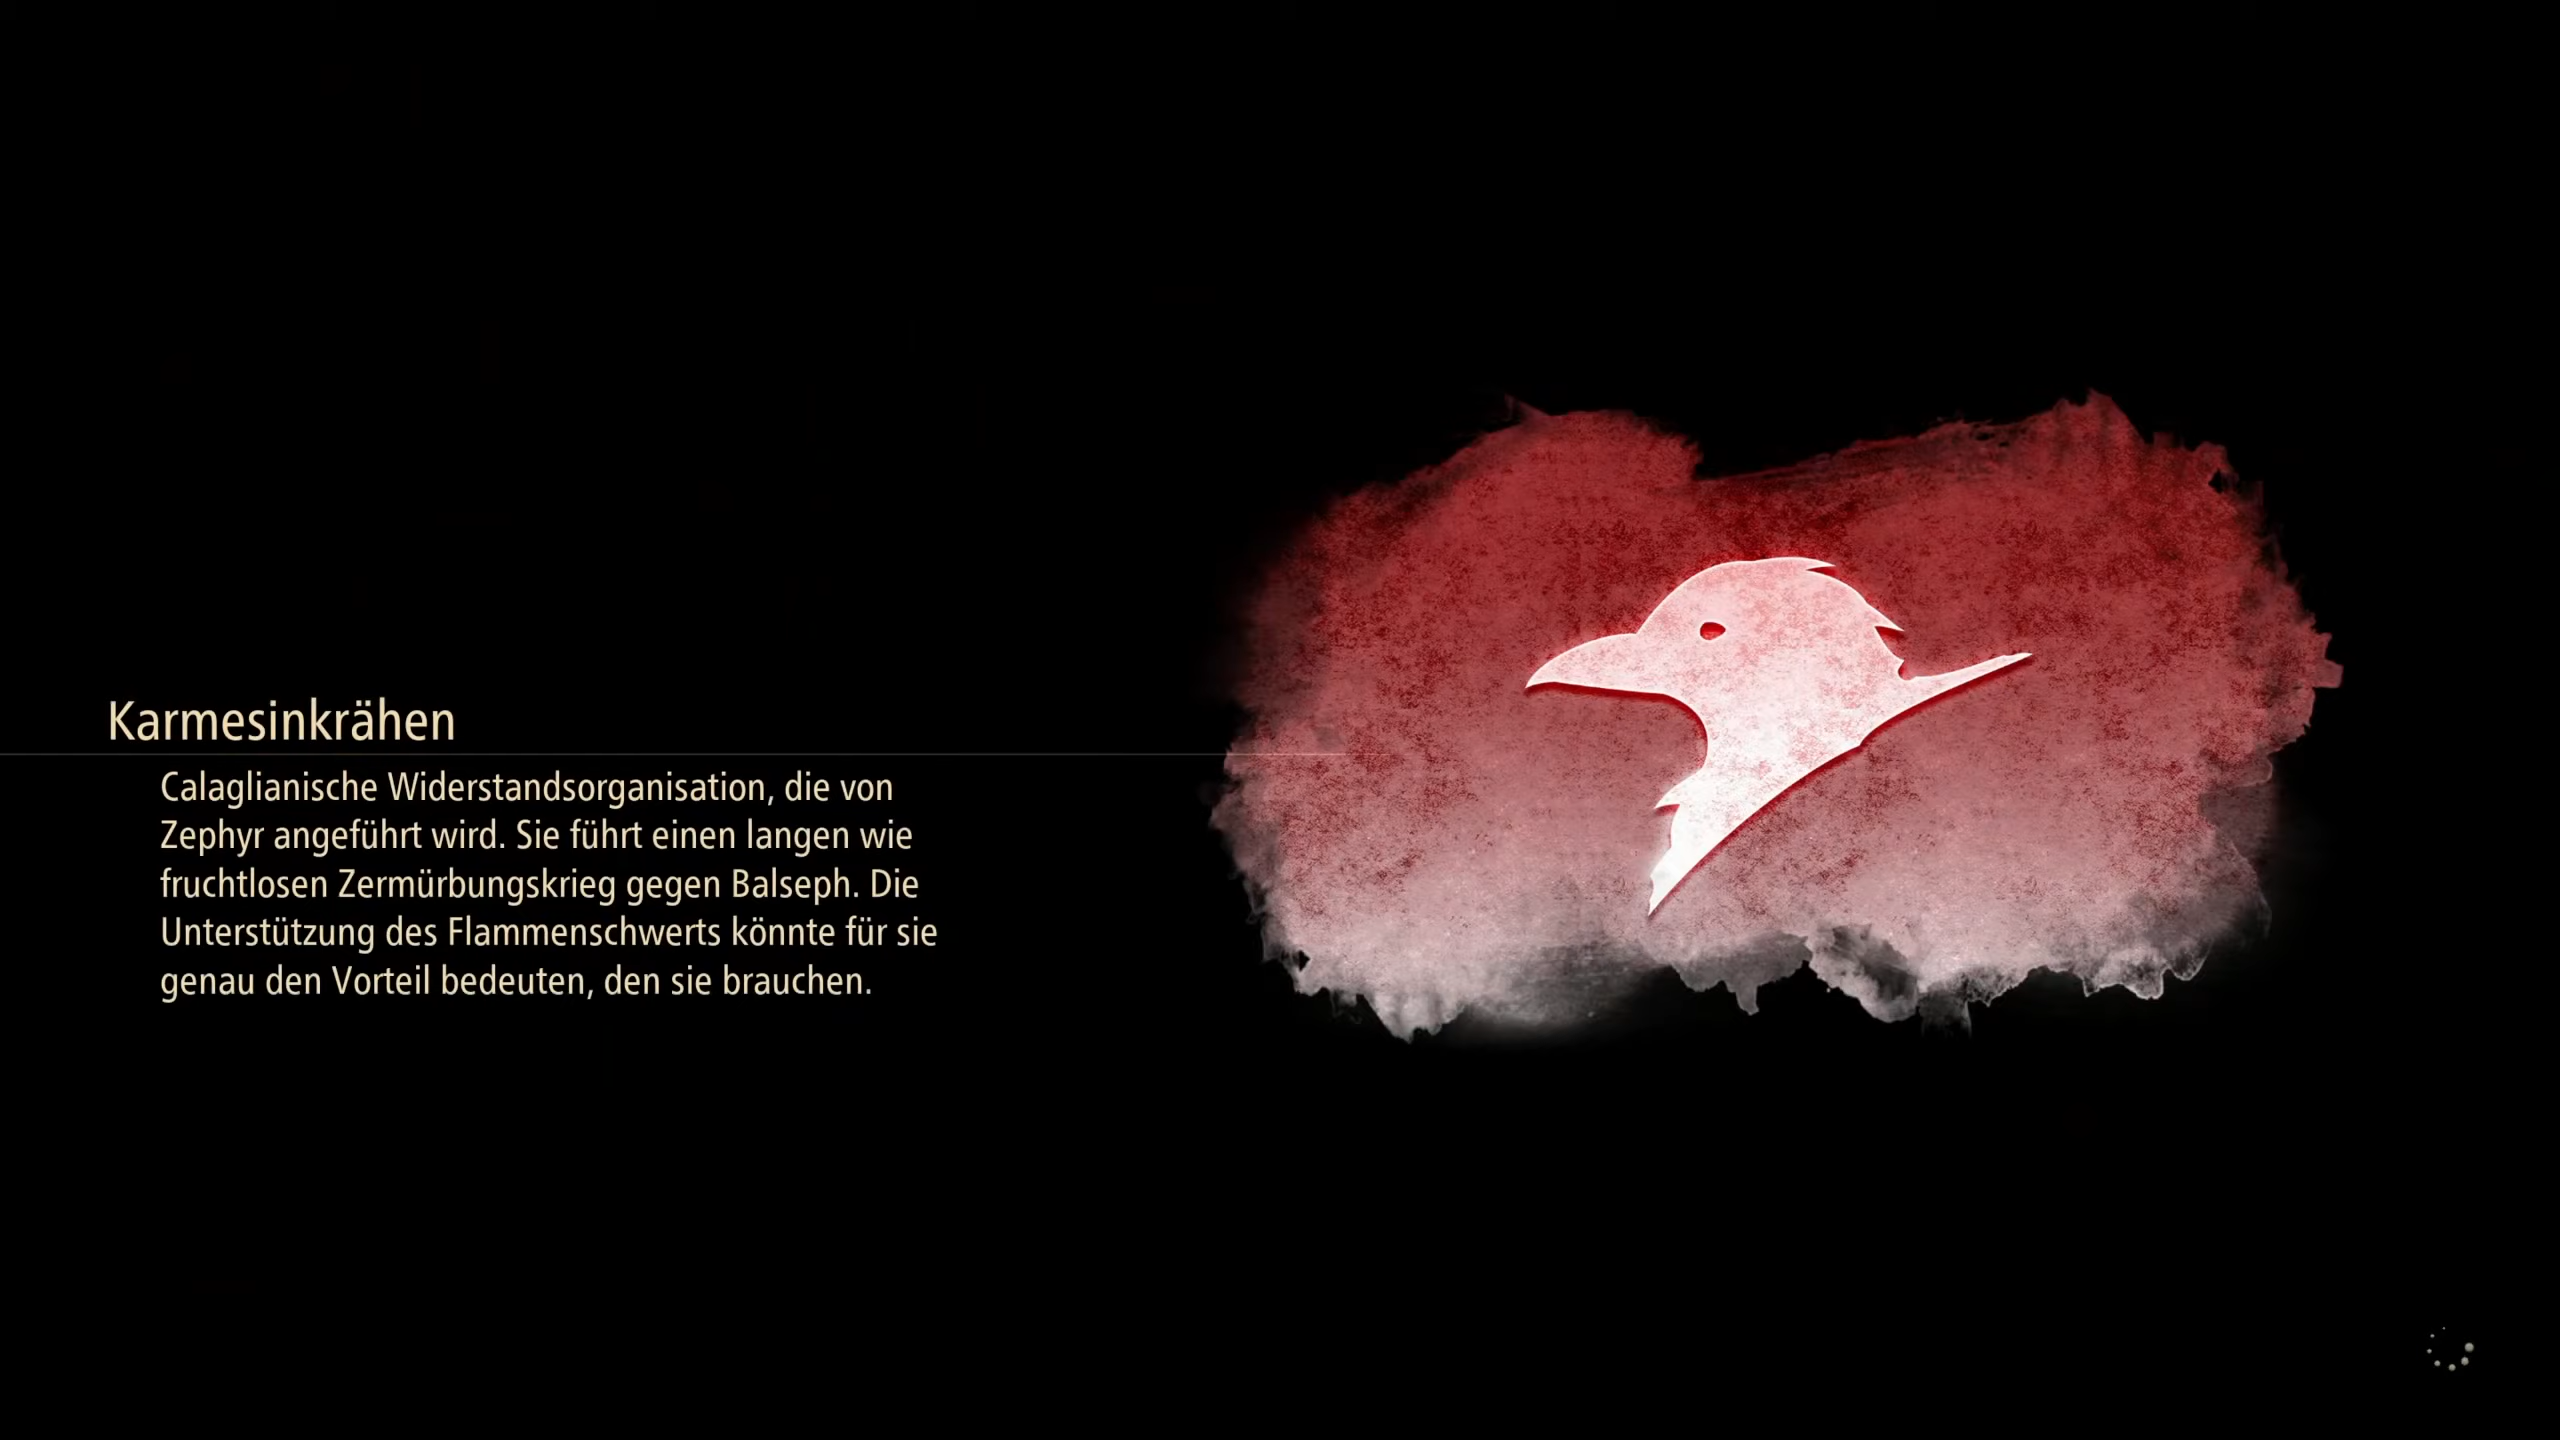 Karmesinkrähen
Calaglianische Widerstandsorganisation, die von
Zephyr angeführt wird. Sie führt einen langen wie
fruchtlosen Zermürbungskrieg gegen Balseph. Die
Unterstützung des Flammenschwerts könnte für sie
genau den Vorteil bedeuten, den sie brauchen.